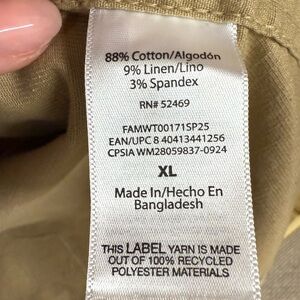 88% Cotton/Algodón
9% Linen/Lino
3% Spandex
RN# 52469
FAMWT00171SP25
EAN/UPC 8 40413441256
CPSIA WM28059837-0924
XL
Made In/Hecho En
Bangladesh
THIS LABEL YARN IS MADE
OUT OF 100% RECYCLED
POLYESTER MATERIALS